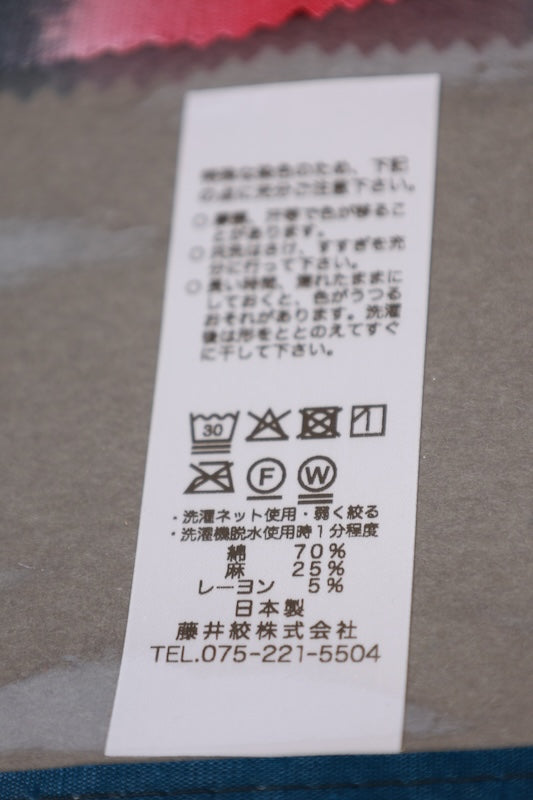 特殊な染色のため、下記
の点に充分ご注意下さい。
○ 摩擦、汗等で色が移るこ
とがあります。
○ 共洗はさけ、すすぎを充
分に行って下さい。
○ 長い時間、濡れたままに
しておくと、色がうつる
おそれがあります。洗濯
後は形をととのえてすぐ
に干して下さい。
30
F W
・洗濯ネット使用・弱く絞る
・洗濯機脱水使用時1分程度
綿 70%
麻 25%
レーヨン 5%
日本製
藤井絞株式会社
TEL.075-221-5504